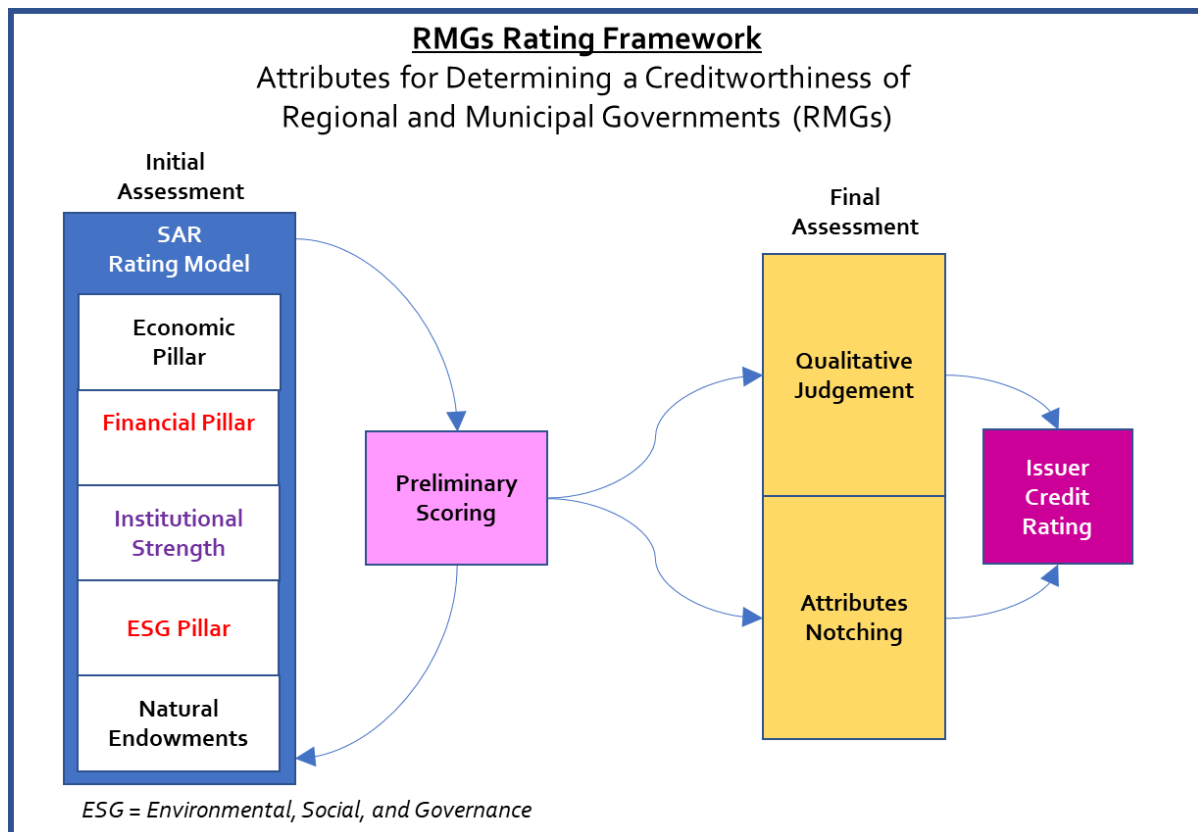 RMGs Rating Framework
Attributes for Determining a Creditworthiness of
Regional and Municipal Governments (RMGs)
Initial
Assessment
SAR
Rating Model
Economic
Pillar
Financial Pillar
Institutional
Strength
ESG Pillar
Natural
Endowments
Preliminary
Scoring
Final
Assessment
Qualitative
Judgement
Attributes
Notching
Issuer
Credit
Rating
ESG = Environmental, Social, and Governance